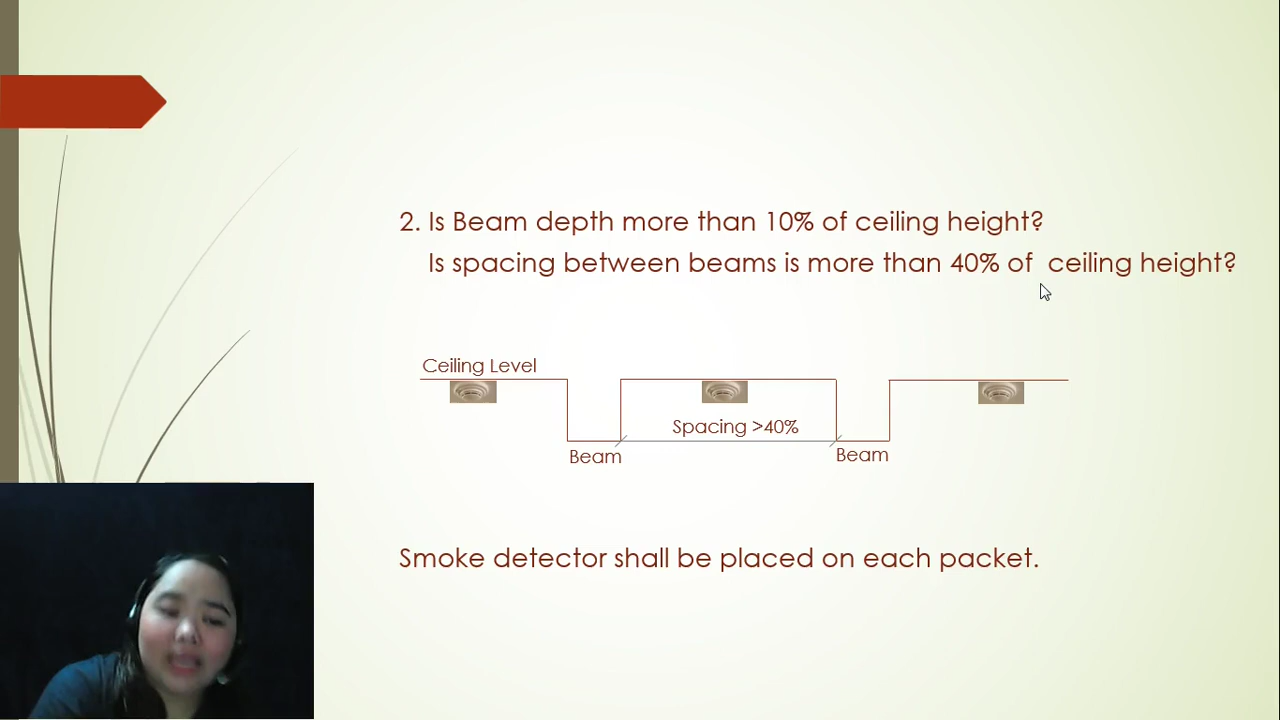 2. Is Beam depth more than 10% of ceiling height?
Is spacing between beams is more than 40% of  ceiling height?
Ceiling Level
Spacing >40%
Beam
Beam
Smoke detector shall be placed on each packet.